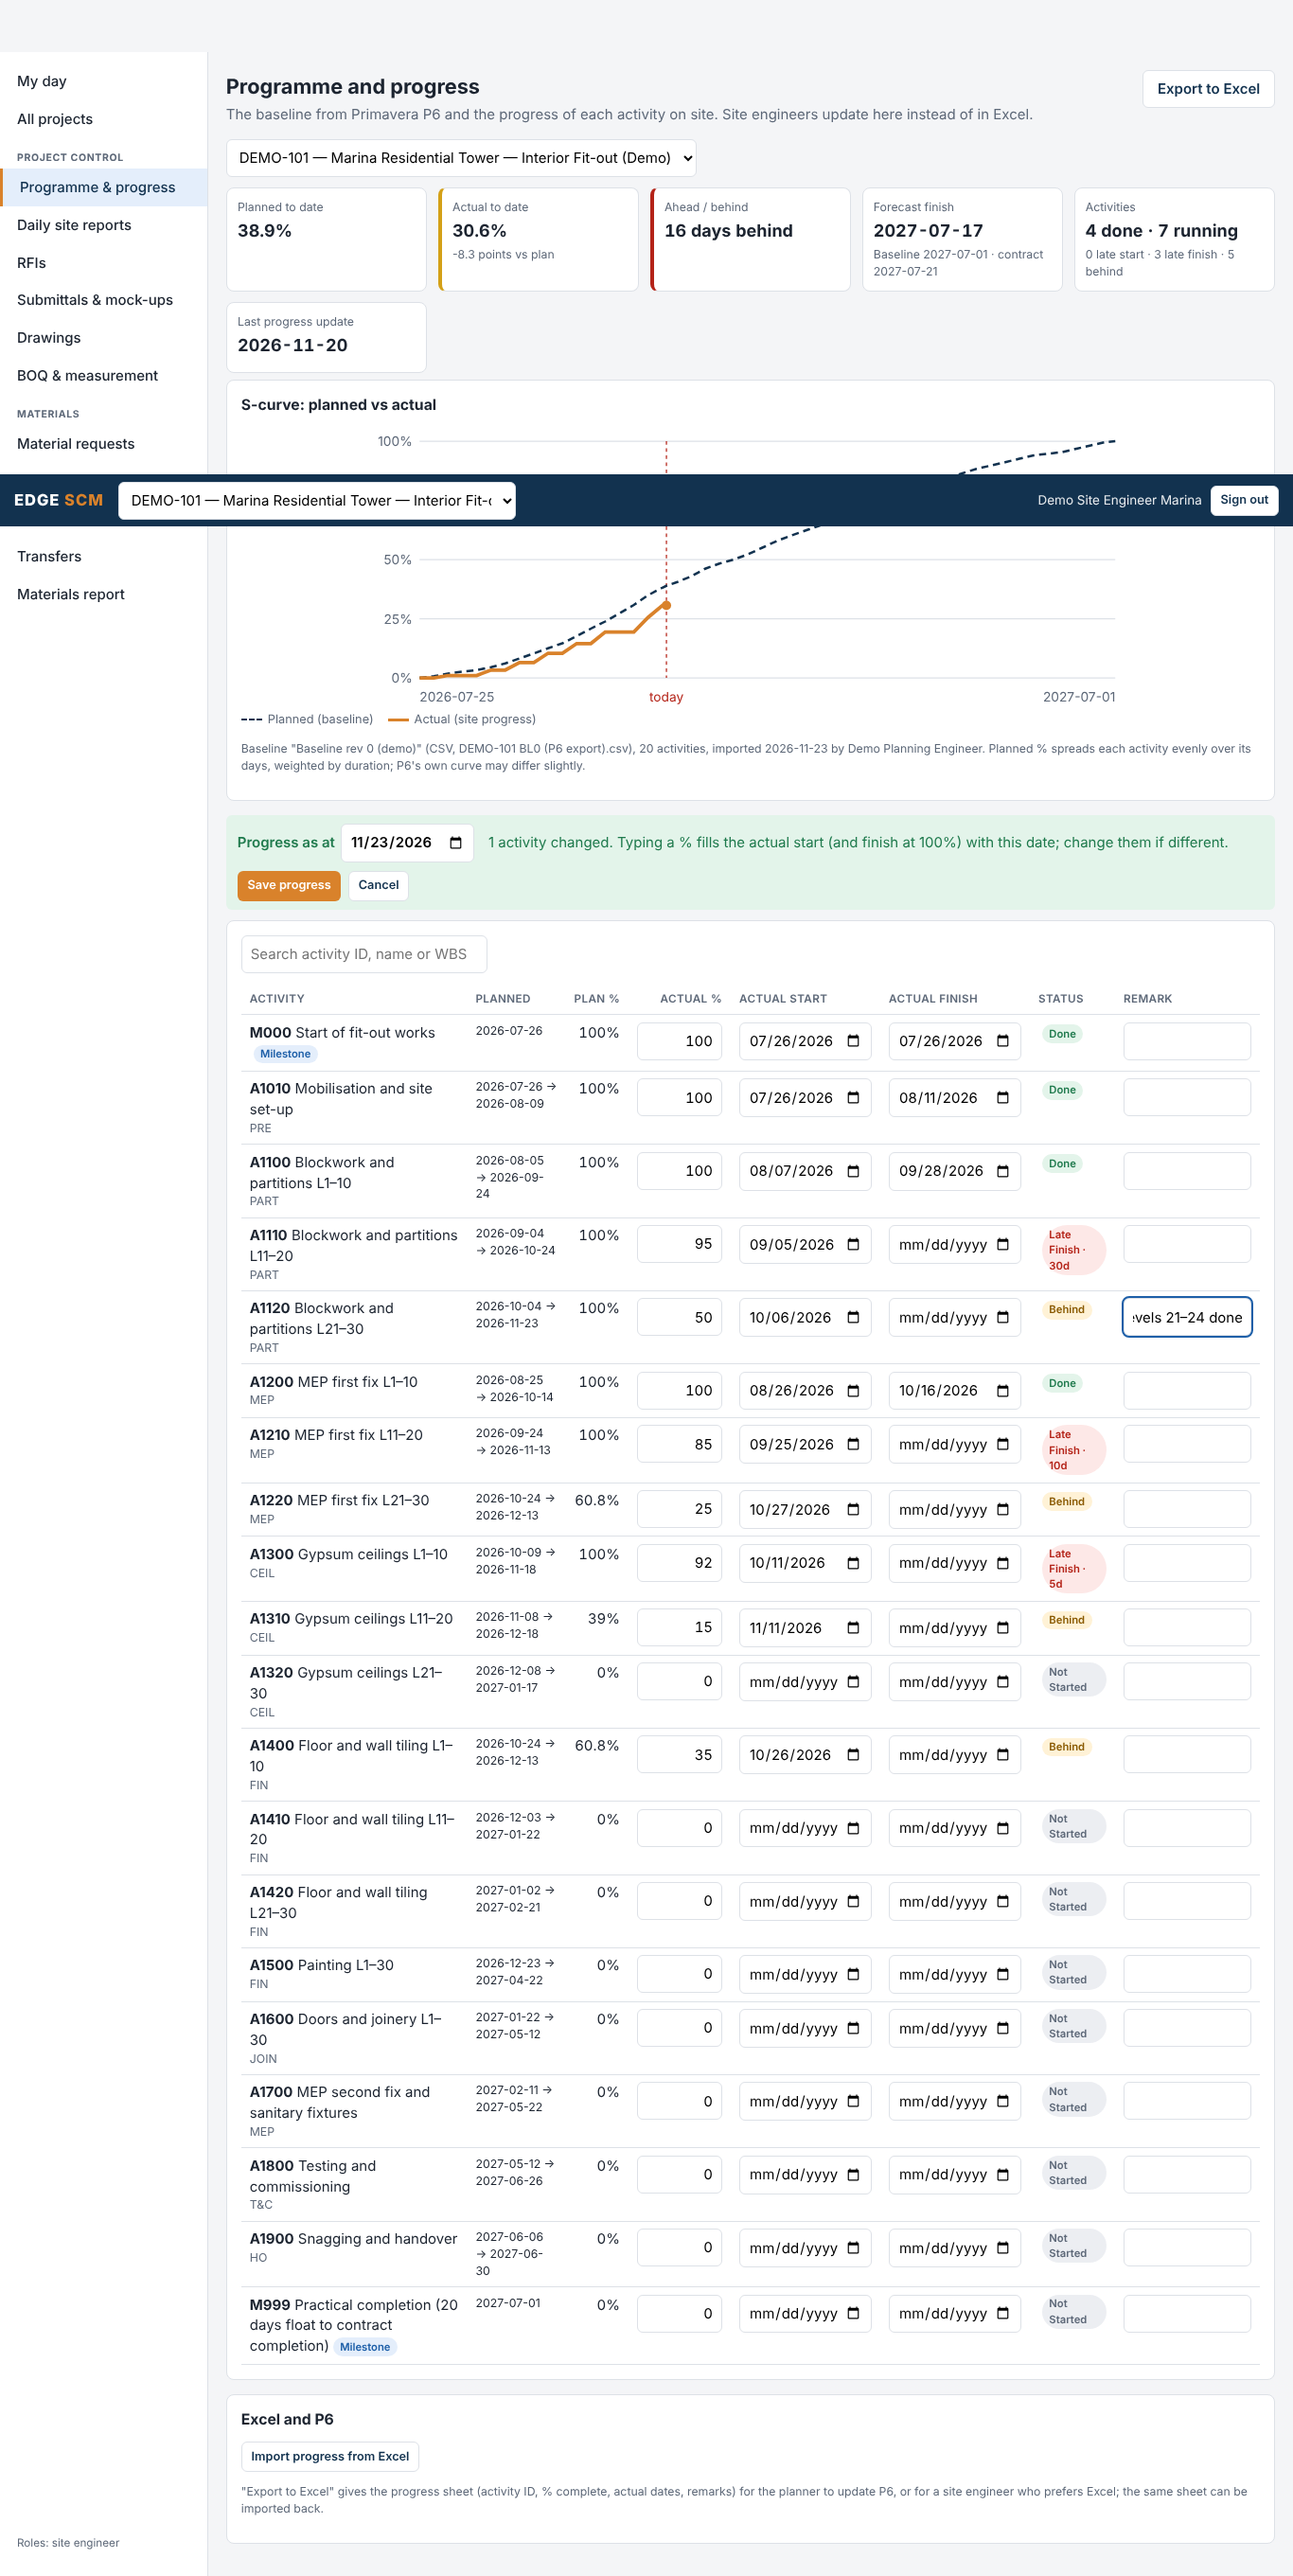 My day
All projects
PROJECT CONTROL
Programme & progress
Daily site reports
RFIs
Submittals & mock-ups
Drawings
BOQ & measurement
MATERIALS
Material requests
Transfers
Materials report
Roles: site engineer
EDGE SCM
DEMO-101 — Marina Residential Tower — Interior Fit-
Demo Site Engineer Marina
Sign out
Programme and progress
Export to Excel
The baseline from Primavera P6 and the progress of each activity on site. Site engineers update here instead of in Excel.
DEMO-101 — Marina Residential Tower — Interior Fit-out (Demo)
Planned to date
38.9%
Actual to date
30.6%
-8.3 points vs plan
Ahead / behind
16 days behind
Forecast finish
2027-07-17
Baseline 2027-07-01 · contract
2027-07-21
Activities
4 done · 7 running
0 late start · 3 late finish · 5
behind
Last progress update
2026-11-20
S-curve: planned vs actual
100%
50%
25%
0%
2026-07-25
today
2027-07-01
Planned (baseline)
Actual (site progress)
Baseline "Baseline rev 0 (demo)" (CSV, DEMO-101 BL0 (P6 export).csv), 20 activities, imported 2026-11-23 by Demo Planning Engineer. Planned % spreads each activity evenly over its
days, weighted by duration; P6's own curve may differ slightly.
Progress as at 11/23/2026 1 activity changed. Typing a % fills the actual start (and finish at 100%) with this date; change them if different.
Save progress
Cancel
Search activity ID, name or WBS
ACTIVITY PLANNED PLAN % ACTUAL % ACTUAL START ACTUAL FINISH STATUS REMARK
M000 Start of fit-out works 2026-07-26 100% 100 07/26/2026 07/26/2026 Done
Milestone
A1010 Mobilisation and site 2026-07-26 → 100% 100 07/26/2026 08/11/2026 Done
set-up 2026-08-09
PRE
A1100 Blockwork and 2026-08-05 100% 100 08/07/2026 09/28/2026 Done
partitions L1–10 → 2026-09-
PART 24
A1110 Blockwork and partitions 2026-09-04 100% 95 09/05/2026 mm/dd/yyyy Late
L11–20 → 2026-10-24 Finish ·
PART 30d
A1120 Blockwork and 2026-10-04 → 100% 50 10/06/2026 mm/dd/yyyy Behind evels 21–24 done
partitions L21–30 2026-11-23
PART
A1200 MEP first fix L1–10 2026-08-25 100% 100 08/26/2026 10/16/2026 Done
MEP → 2026-10-14
A1210 MEP first fix L11–20 2026-09-24 100% 85 09/25/2026 mm/dd/yyyy Late
MEP → 2026-11-13 Finish ·
10d
A1220 MEP first fix L21–30 2026-10-24 → 60.8% 25 10/27/2026 mm/dd/yyyy Behind
MEP 2026-12-13
A1300 Gypsum ceilings L1–10 2026-10-09 → 100% 92 10/11/2026 mm/dd/yyyy Late
CEIL 2026-11-18 Finish ·
5d
A1310 Gypsum ceilings L11–20 2026-11-08 → 39% 15 11/11/2026 mm/dd/yyyy Behind
CEIL 2026-12-18
A1320 Gypsum ceilings L21– 2026-12-08 → 0% 0 mm/dd/yyyy mm/dd/yyyy Not
30 2027-01-17 Started
CEIL
A1400 Floor and wall tiling L1– 2026-10-24 → 60.8% 35 10/26/2026 mm/dd/yyyy Behind
10 2026-12-13
FIN
A1410 Floor and wall tiling L11– 2026-12-03 → 0% 0 mm/dd/yyyy mm/dd/yyyy Not
20 2027-01-22 Started
FIN
A1420 Floor and wall tiling 2027-01-02 → 0% 0 mm/dd/yyyy mm/dd/yyyy Not
L21–30 2027-02-21 Started
FIN
A1500 Painting L1–30 2026-12-23 → 0% 0 mm/dd/yyyy mm/dd/yyyy Not
FIN 2027-04-22 Started
A1600 Doors and joinery L1– 2027-01-22 → 0% 0 mm/dd/yyyy mm/dd/yyyy Not
30 2027-05-12 Started
JOIN
A1700 MEP second fix and 2027-02-11 → 0% 0 mm/dd/yyyy mm/dd/yyyy Not
sanitary fixtures 2027-05-22 Started
MEP
A1800 Testing and 2027-05-12 → 0% 0 mm/dd/yyyy mm/dd/yyyy Not
commissioning 2027-06-26 Started
T&C
A1900 Snagging and handover 2027-06-06 0% 0 mm/dd/yyyy mm/dd/yyyy Not
HO → 2027-06- Started
30
M999 Practical completion (20 2027-07-01 0% 0 mm/dd/yyyy mm/dd/yyyy Not
days float to contract Started
completion) Milestone
Excel and P6
Import progress from Excel
"Export to Excel" gives the progress sheet (activity ID, % complete, actual dates, remarks) for the planner to update P6, or for a site engineer who prefers Excel; the same sheet can be
imported back.